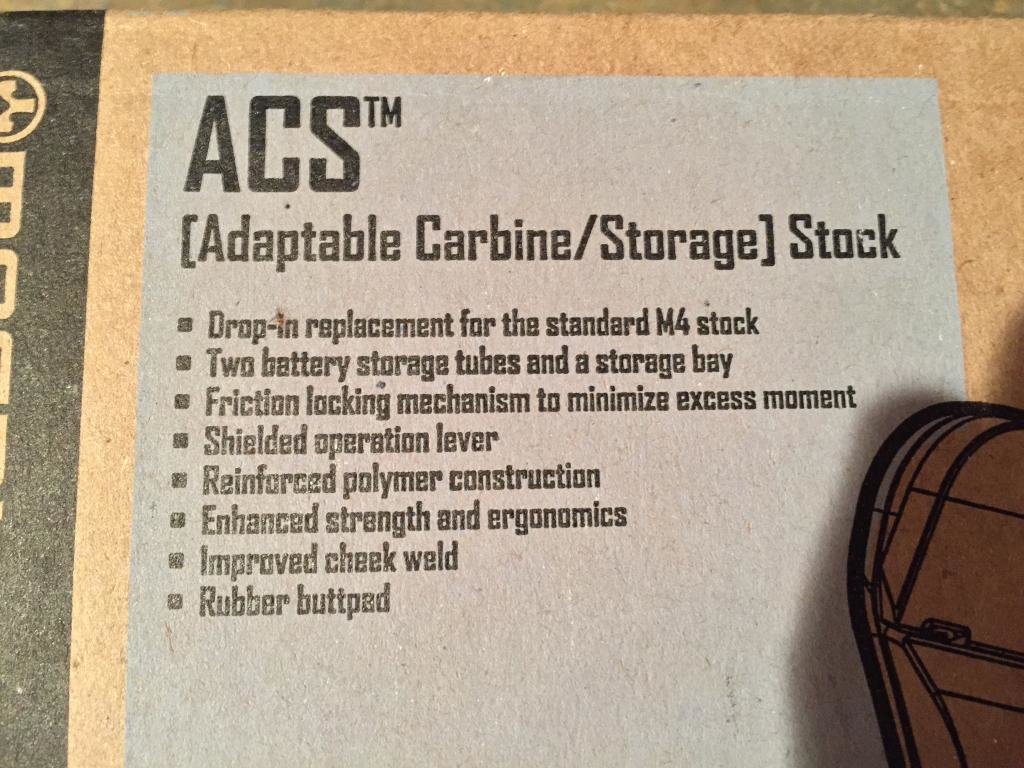 ACS™
[Adaptable Carbine/Storage] Stock
▪ Drop-in replacement for the standard M4 stock
▪ Two battery storage tubes and a storage bay
▪ Friction locking mechanism to minimize excess moment
▪ Shielded operation lever
▪ Reinforced polymer construction
▪ Enhanced strength and ergonomics
▪ Improved cheek weld
▪ Rubber buttpad